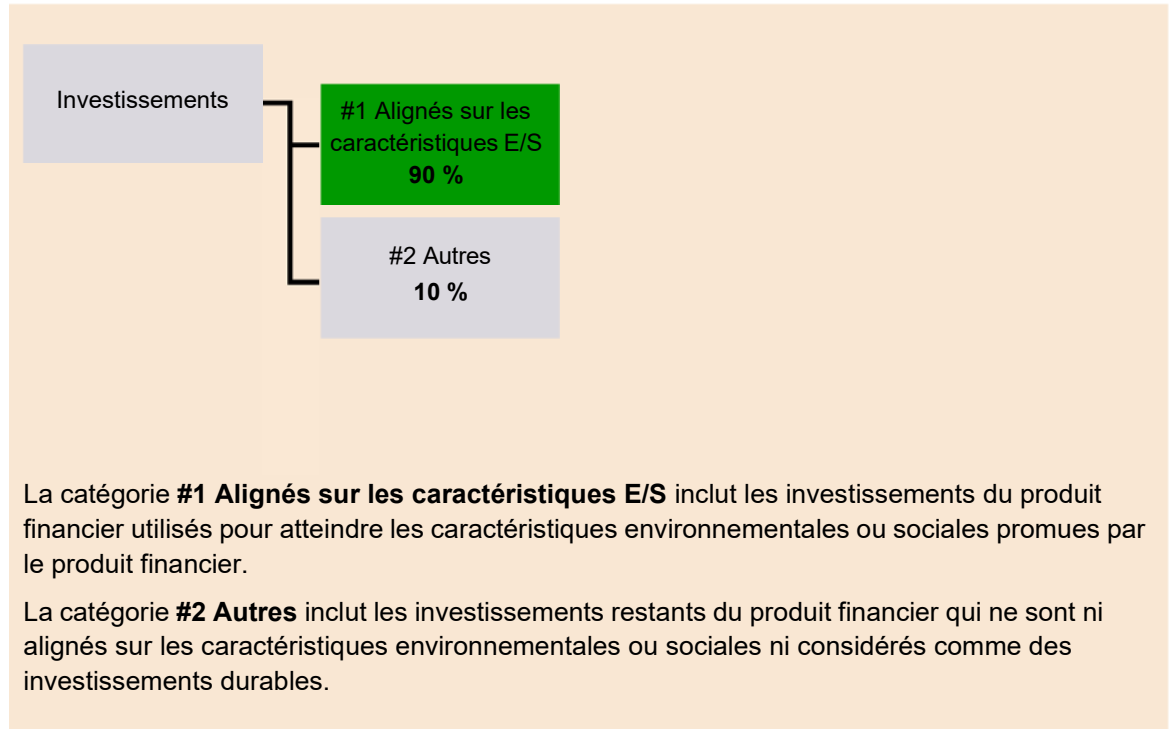 Investissements
#1 Alignés sur les
caractéristiques E/S
90 %
#2 Autres
10 %
La catégorie #1 Alignés sur les caractéristiques E/S inclut les investissements du produit
financier utilisés pour atteindre les caractéristiques environnementales ou sociales promues par
le produit financier.
La catégorie #2 Autres inclut les investissements restants du produit financier qui ne sont ni
alignés sur les caractéristiques environnementales ou sociales ni considérés comme des
investissements durables.